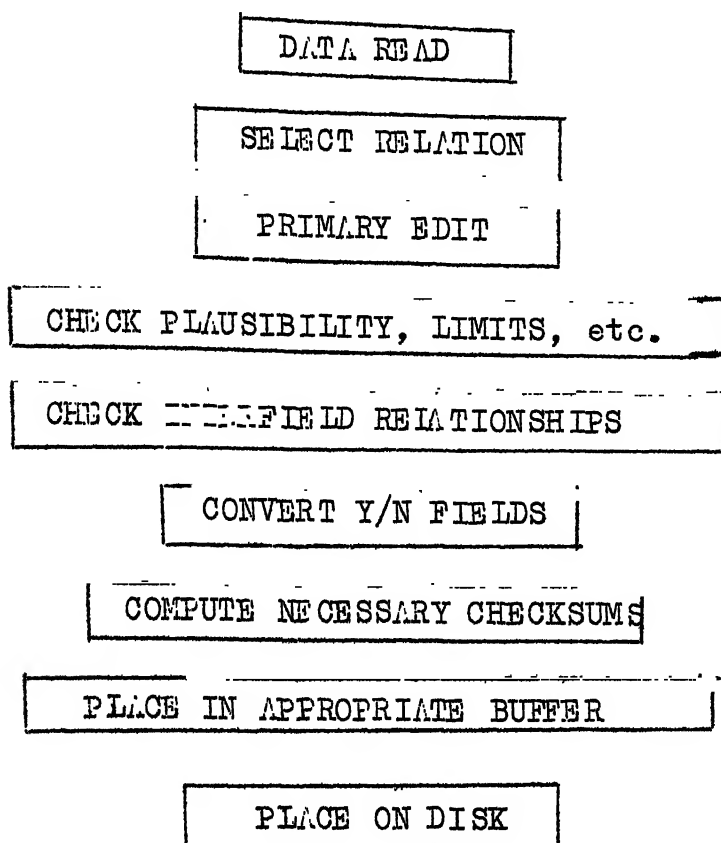 DATA READ
SELECT RELATION
PRIMARY EDIT
CHECK PLAUSIBILITY, LIMITS, etc.
CHECK FIELD RELATIONSHIPS
CONVERT Y/N FIELDS
COMPUTE NECESSARY CHECKSUMS
PLACE IN APPROPRIATE BUFFER
PLACE ON DISK